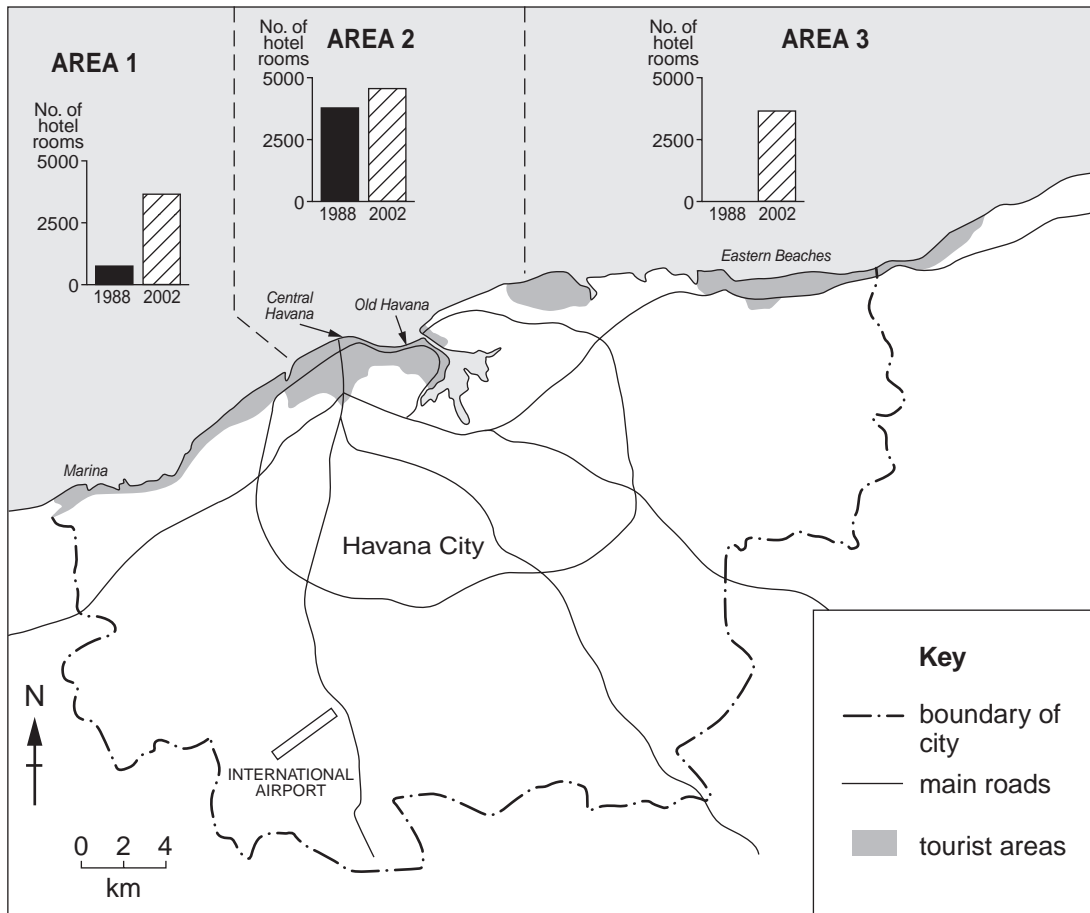 AREA 1
No. of
hotel
rooms
5000
2500
0
1988 2002
AREA 2
No. of
hotel
rooms
5000
2500
0
1988 2002
AREA 3
No. of
hotel
rooms
5000
2500
0
1988 2002
Eastern Beaches
Central
Havana
Old Havana
Marina
Havana City
INTERNATIONAL
AIRPORT
N
0 2 4
km
Key
boundary of
city
main roads
tourist areas